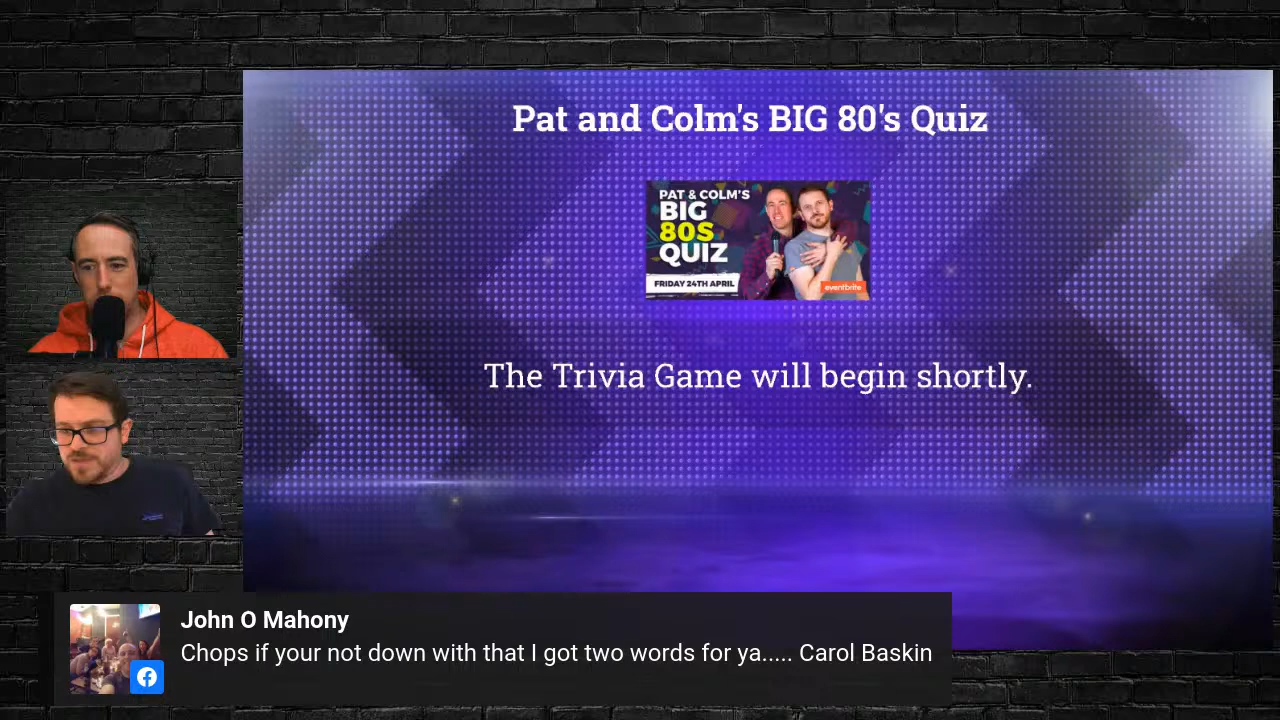 Pat and Colm's BIG 80's Quiz
PAT & COLM'S
BIG
80S
QUIZ
FRIDAY 24TH APRIL
eventbrite
The Trivia Game will begin shortly.
John O Mahony
Chops if your not down with that I got two words for ya..... Carol Baskin